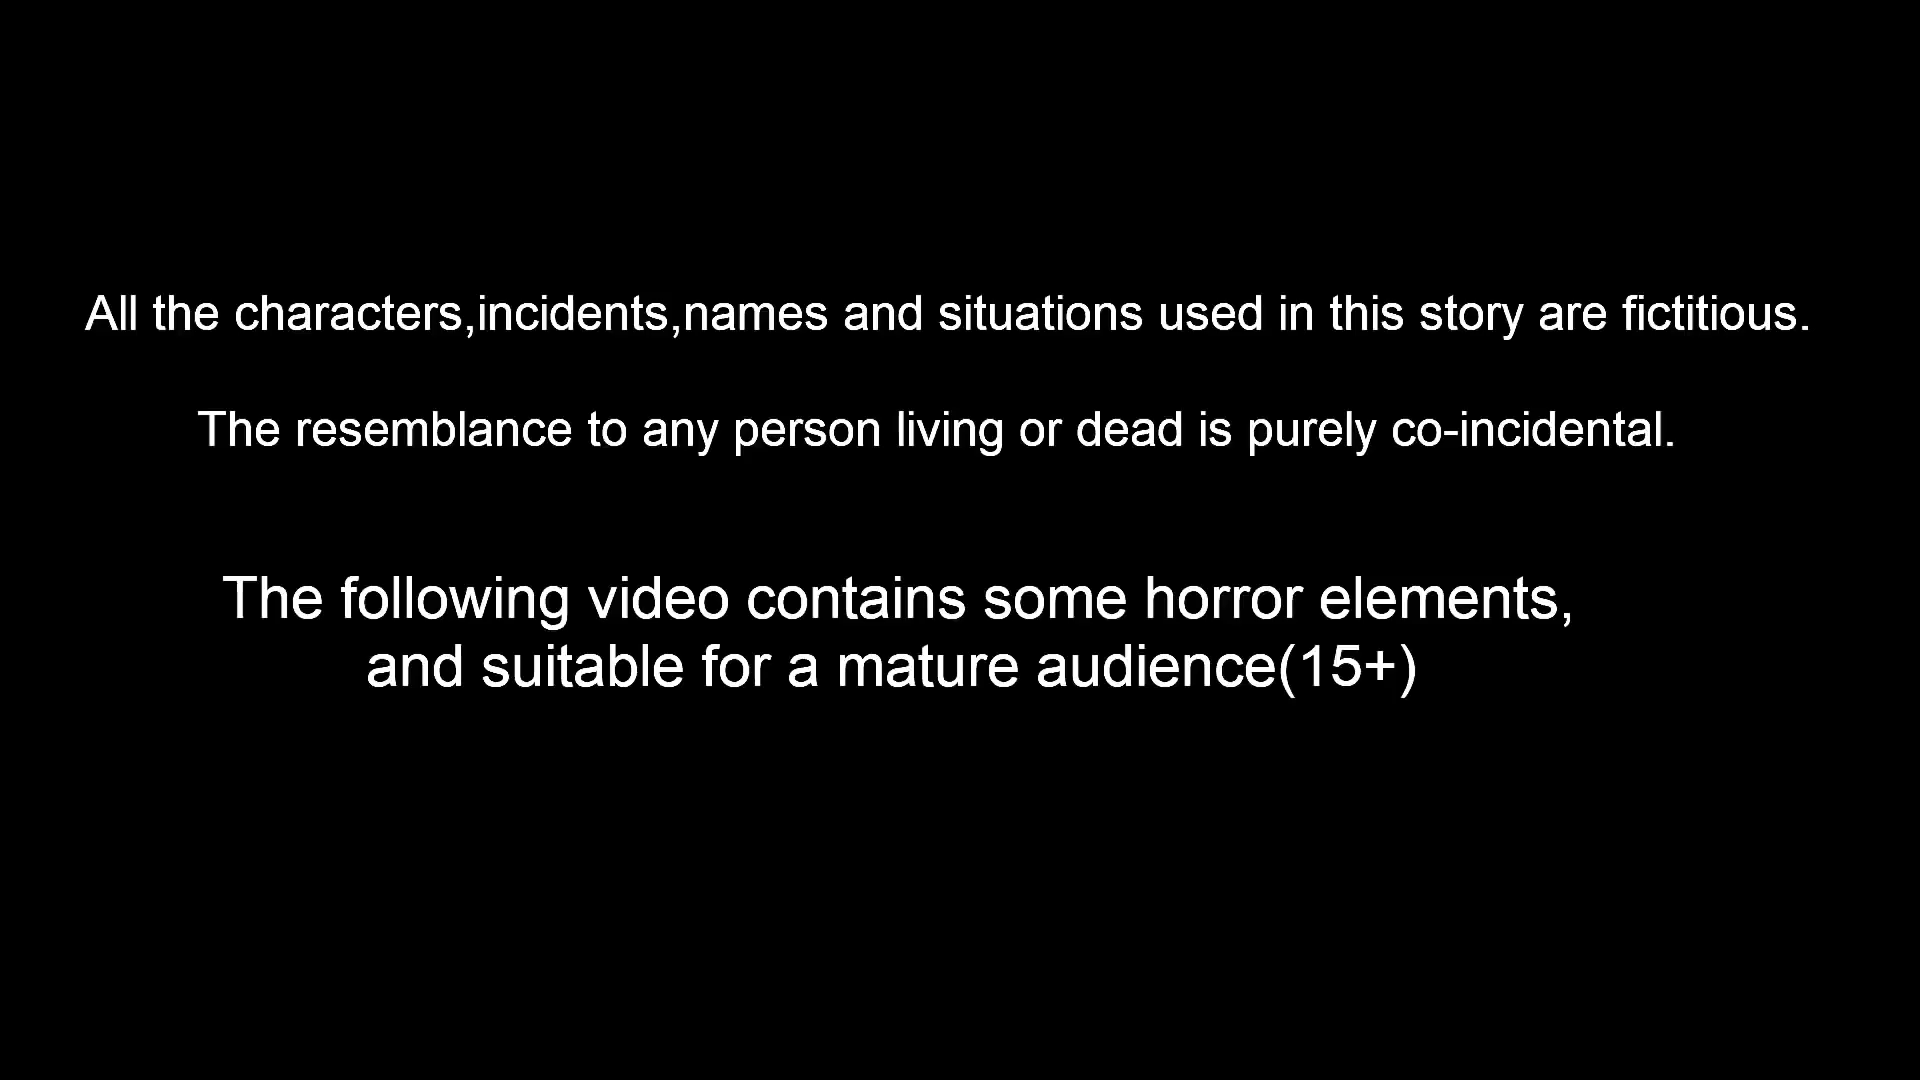 All the characters,incidents,names and situations used in this story are fictitious.
The resemblance to any person living or dead is purely co-incidental.
The following video contains some horror elements,
and suitable for a mature audience(15+)